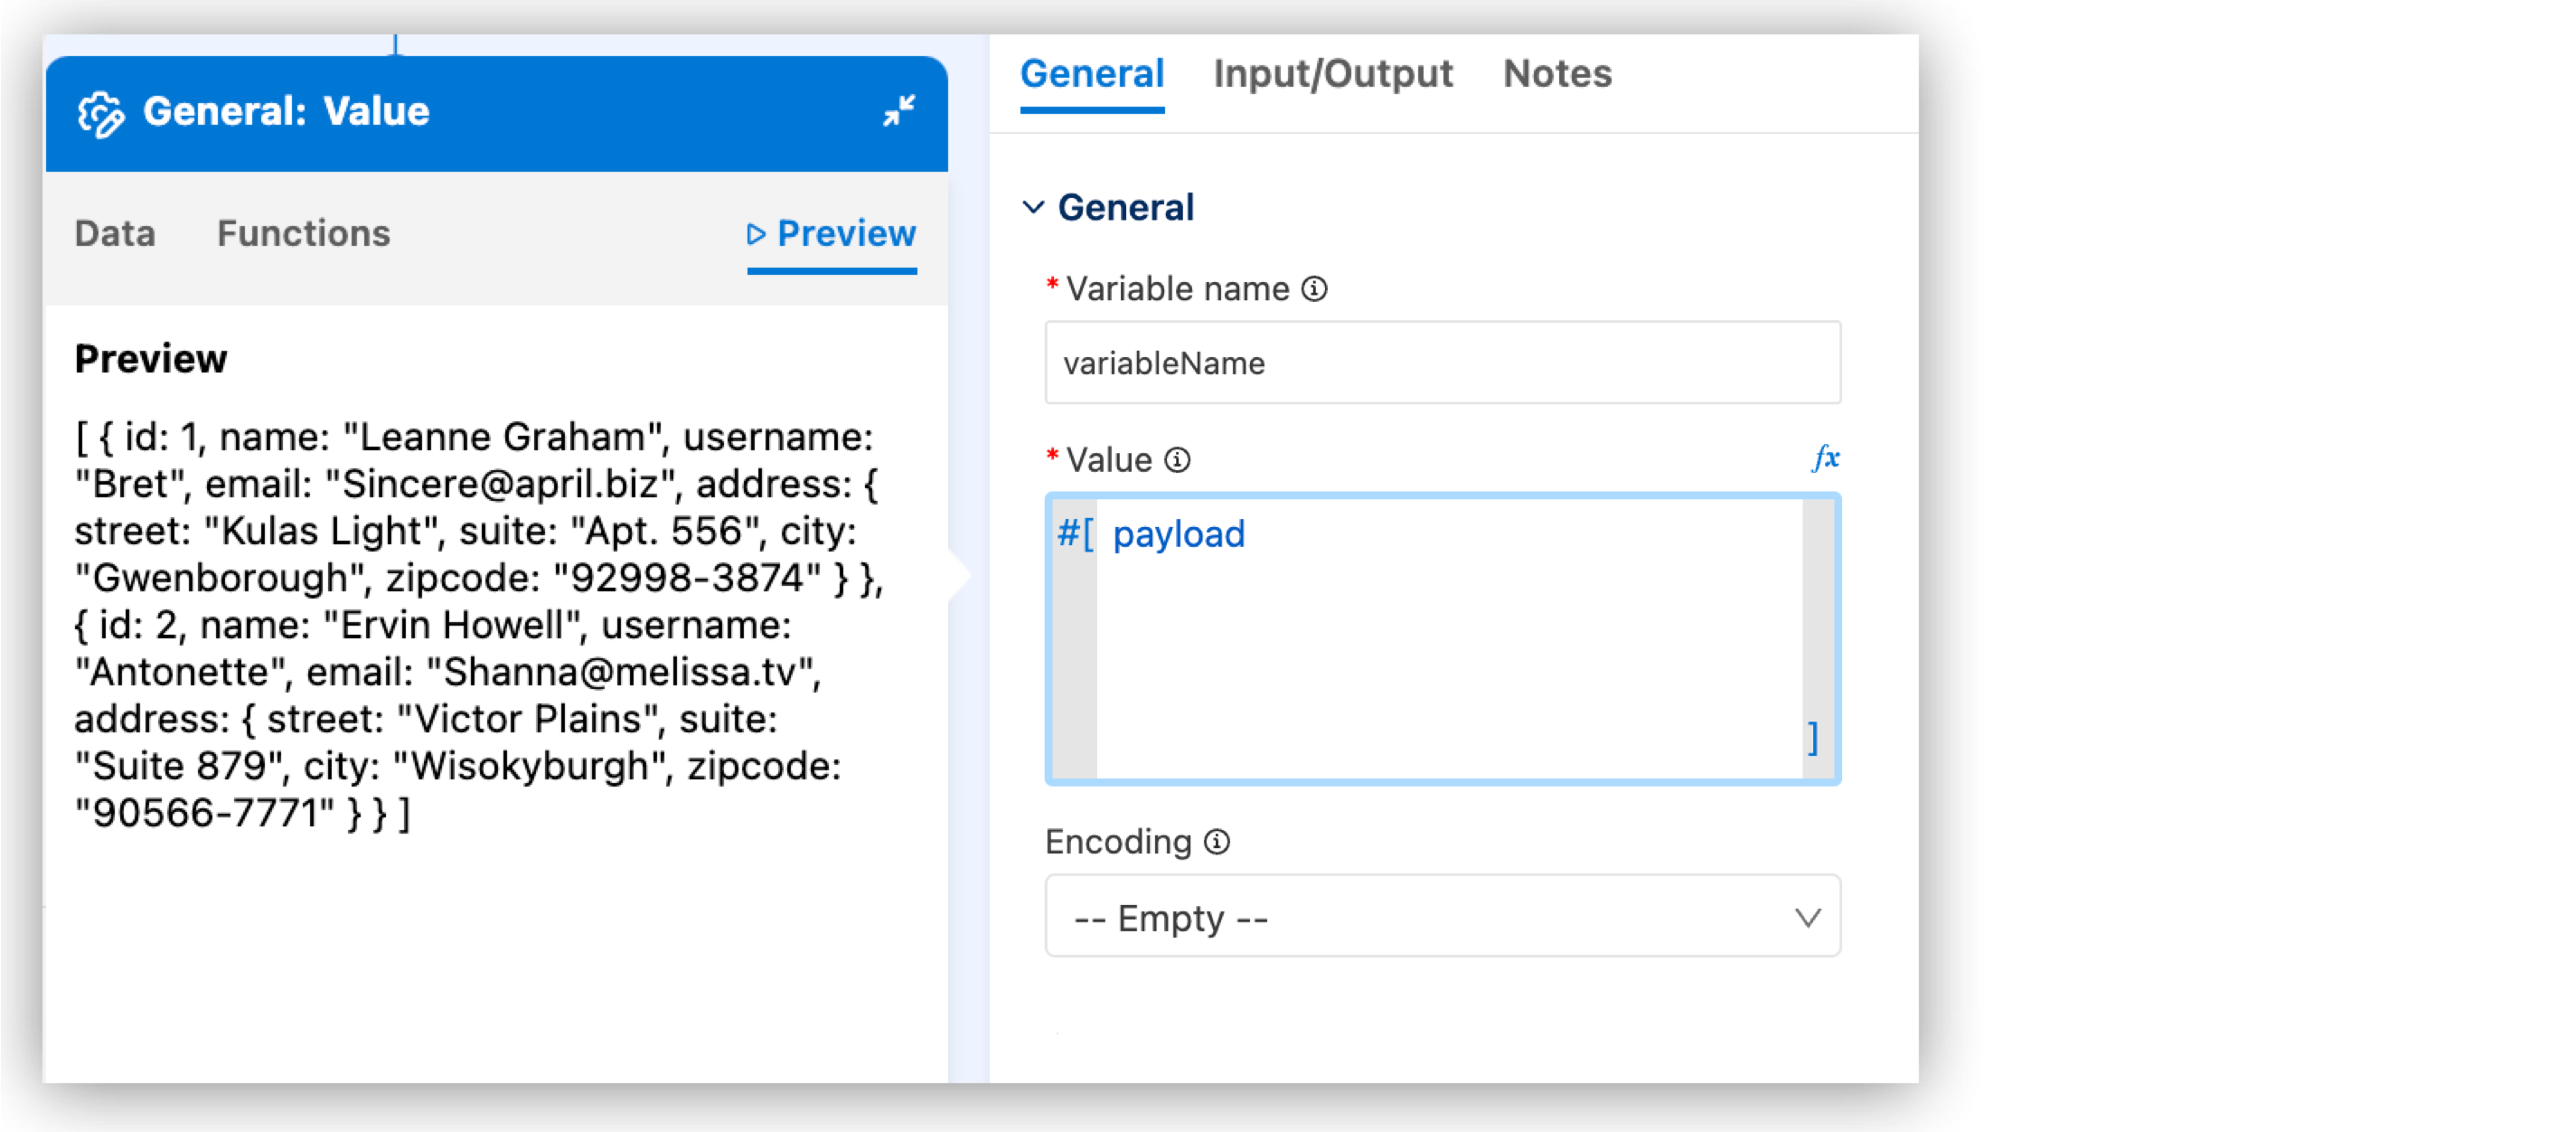 General: Value
Data Functions Preview
Preview
[ { id: 1, name: "Leanne Graham", username:
"Bret", email: "Sincere@april.biz", address: {
street: "Kulas Light", suite: "Apt. 556", city:
"Gwenborough", zipcode: "92998-3874" } },
{ id: 2, name: "Ervin Howell", username:
"Antonette", email: "Shanna@melissa.tv",
address: { street: "Victor Plains", suite:
"Suite 879", city: "Wisokyburgh", zipcode:
"90566-7771" } } ]
General Input/Output Notes
General
* Variable name
variableName
* Value fx
#[ payload
]
Encoding
-- Empty --